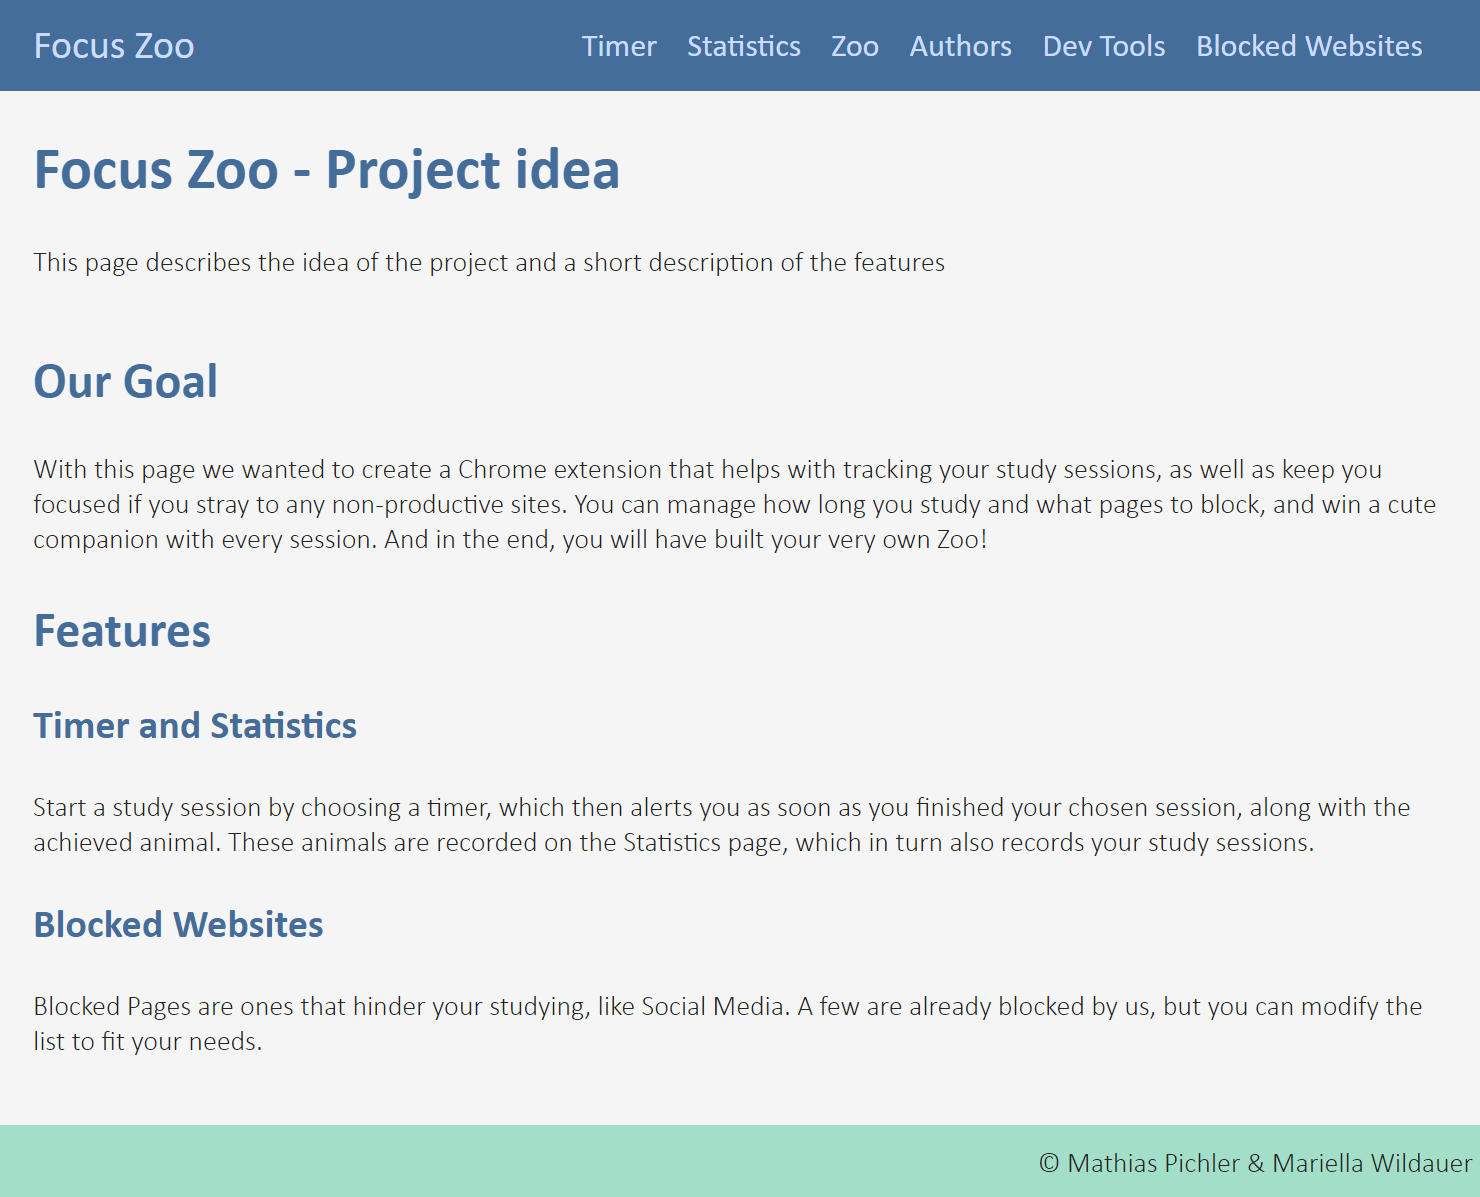 Focus Zoo
Timer Statistics Zoo Authors Dev Tools Blocked Websites
Focus Zoo - Project idea
This page describes the idea of the project and a short description of the features
Our Goal
With this page we wanted to create a Chrome extension that helps with tracking your study sessions, as well as keep you
focused if you stray to any non-productive sites. You can manage how long you study and what pages to block, and win a cute
companion with every session. And in the end, you will have built your very own Zoo!
Features
Timer and Statistics
Start a study session by choosing a timer, which then alerts you as soon as you finished your chosen session, along with the
achieved animal. These animals are recorded on the Statistics page, which in turn also records your study sessions.
Blocked Websites
Blocked Pages are ones that hinder your studying, like Social Media. A few are already blocked by us, but you can modify the
list to fit your needs.
© Mathias Pichler & Mariella Wildauer